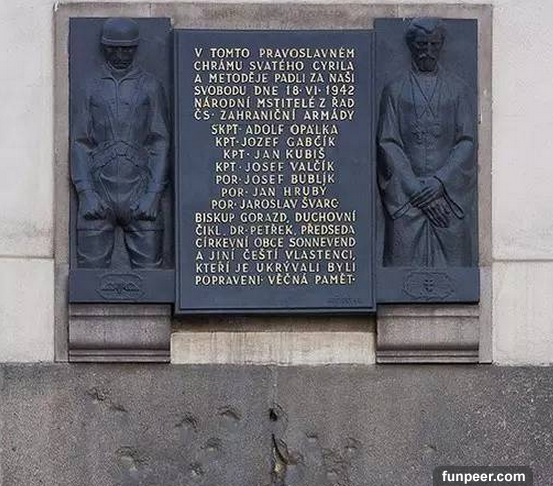 V TOMTO PRAVOSLAVNÉM
CHRÁMU SVATÉHO CYRILA
A METODĚJE PADLI ZA NAŠI
SVOBODU DNE 18·VI·1942
NÁRODNÍ MSTITELÉ Z ŘAD
ČS· ZAHRANIČNÍ ARMÁDY
ŠKPT· ADOLF OPÁLKA
KPT· JOZEF GABČÍK
KPT· JAN KUBIŠ
KPT· JOSEF VALČÍK
POR· JOSEF BUBLÍK
POR· JAN HRUBÝ
POR· JAROSLAV ŠVARC
BISKUP GORAZD, DUCHOVNÍ
ČIKL, DR· PETŘEK, PŘEDSEDA
CÍRKEVNÍ OBCE SONNEVEND
A JINÍ ČEŠTÍ VLASTENCI,
KTEŘÍ JE UKRÝVALI BYLI
POPRAVENI· VĚČNÁ PAMĚŤ·
funpeer.com